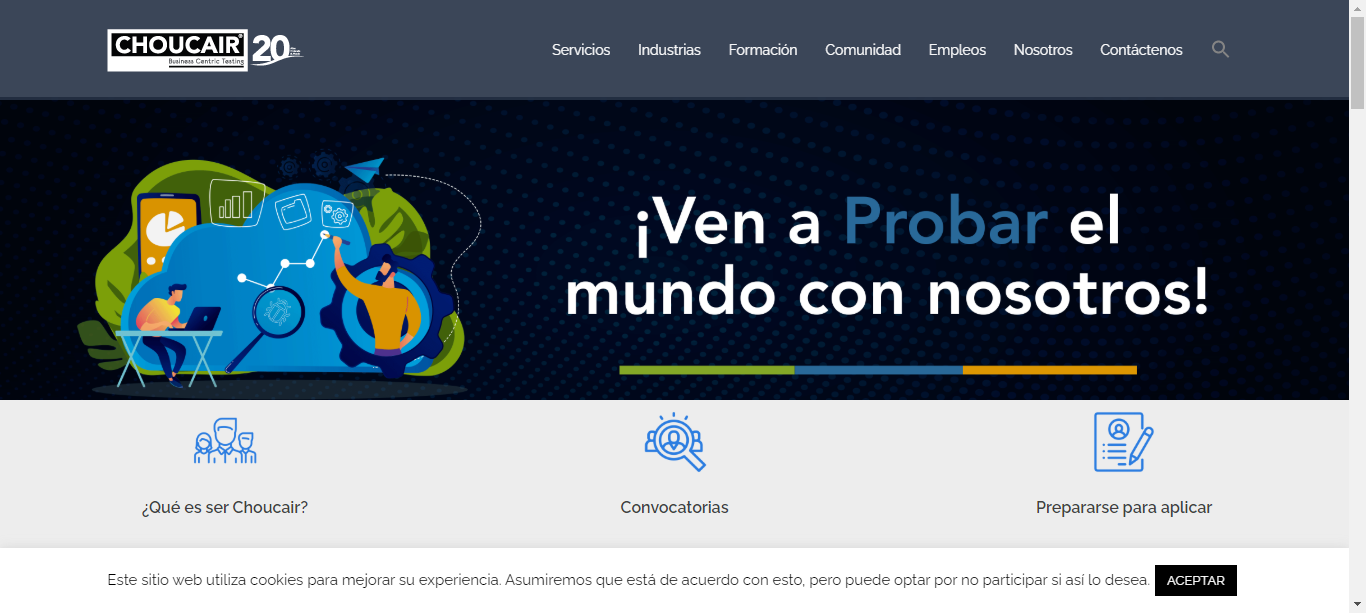 CHOUCAIR®
Business Centric Testing
20
Servicios
Industrias
Formación
Comunidad
Empleos
Nosotros
Contáctenos
¡Ven a Probar el
mundo con nosotros!
¿Qué es ser Choucair?
Convocatorias
Prepararse para aplicar
Este sitio web utiliza cookies para mejorar su experiencia. Asumiremos que está de acuerdo con esto, pero puede optar por no participar si así lo desea.
ACEPTAR